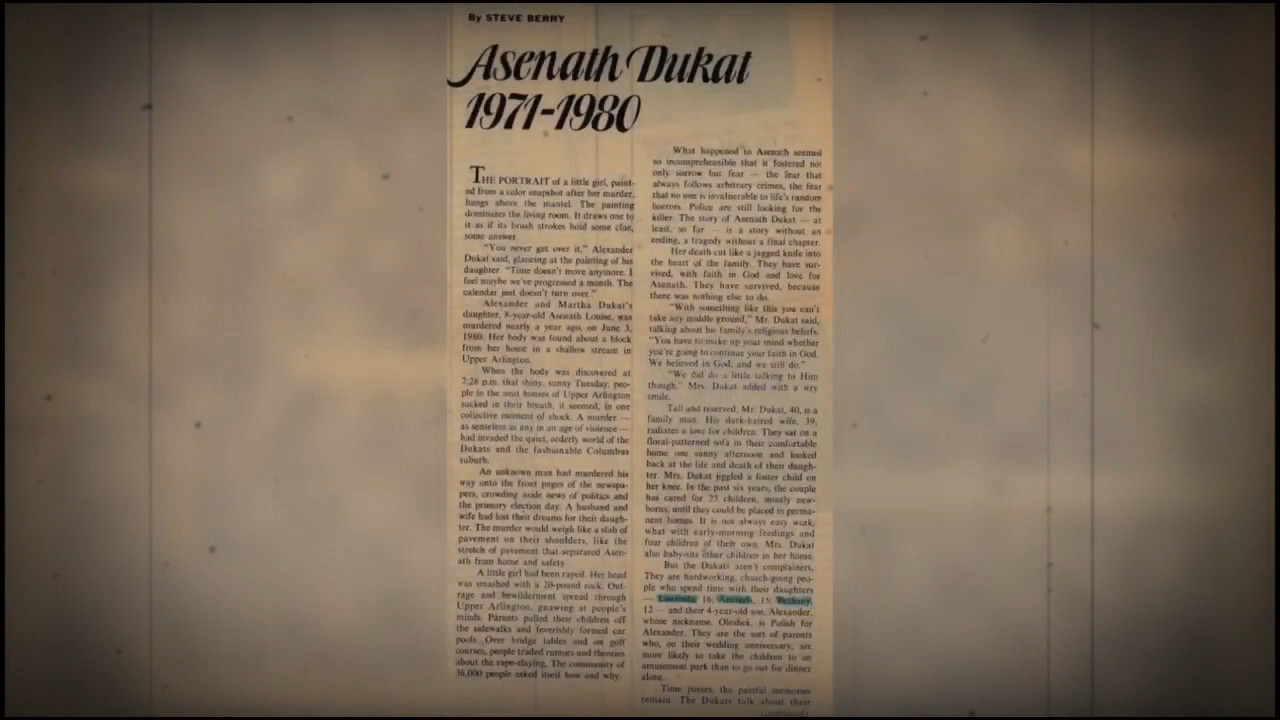 By STEVE BERRY
Asenath Dukat
1971-1980
THE PORTRAIT of a little girl, paint-
ed from a color snapshot after her murder,
hangs above the mantel. The painting
dominates the living room. It draws one to
it as if its brush strokes hold some clue,
some answer.
"You never get over it," Alexander
Dukat said, glancing at the painting of his
daughter. "Time doesn't move anymore. I
feel maybe we've progressed a month. The
calendar just doesn't turn over."
Alexander and Martha Dukat's
daughter, 8-year-old Asenath Louise, was
murdered nearly a year ago, on June 3,
1980. Her body was found about a block
from her home in a shallow stream in
Upper Arlington.
When the body was discovered at
7:28 p.m. that shiny, sunny Tuesday, peo-
ple in the neat houses of Upper Arlington
sucked in their breath, it seemed, in one
collective moment of shock. A murder —
as senseless as any in an age of violence —
had invaded the quiet, orderly world of the
Dukats and the fashionable Columbus
suburb.
An unknown man had murdered his
way onto the front pages of the newspa-
pers, crowding aside news of politics and
the primary election day. A husband and
wife had lost their dreams for their daugh-
ter. The murder would weigh like a slab of
pavement on their shoulders, like the
stretch of pavement that separated Asen-
ath from home and safety.
A little girl had been raped. Her head
was smashed with a 20-pound rock. Out-
rage and bewilderment spread through
Upper Arlington, gnawing at people's
minds. Parents pulled their children off
the sidewalks and feverishly formed car
pools. Over bridge tables and on golf
courses, people traded rumors and theories
about the rape-slaying. The community of
36,000 people asked itself how and why.
What happened to Asenath seemed
so incomprehensible that it fostered not
only sorrow but fear — the fear that
always follows arbitrary crimes, the fear
that no one is invulnerable to life's random
horrors. Police are still looking for the
killer. The story of Asenath Dukat — at
least, so far — is a story without an
ending, a tragedy without a final chapter.
Her death cut like a jagged knife into
the heart of the family. They have sur-
vived, with faith in God and love for
Asenath. They have survived, because
there was nothing else to do.
"With something like this you can't
take any middle ground," Mr. Dukat said,
talking about his family's religious beliefs.
"You have to make up your mind whether
you're going to continue your faith in God.
We believed in God, and we still do."
"We did do a little talking to Him
though," Mrs. Dukat added with a wry
smile.
Tall and reserved, Mr. Dukat, 40, is a
family man. His dark-haired wife, 39,
radiates a love for children. They sat on a
floral-patterned sofa in their comfortable
home one sunny afternoon and looked
back at the life and death of their daugh-
ter. Mrs. Dukat jiggled a foster child on
her knee. In the past six years, the couple
has cared for 25 children, mostly new-
borns, until they could be placed in perma-
nent homes. It is not always easy work,
what with early-morning feedings and
four children of their own. Mrs. Dukat
also baby-sits other children in her home.
But the Dukats aren't complainers.
They are hardworking, church-going peo-
ple who spend time with their daughters
— 16, 15, Bethany,
12 — and their 4-year-old son, Alexander,
whose nickname, Oleshek, is Polish for
Alexander. They are the sort of parents
who, on their wedding anniversary, are
more likely to take the children to an
amusement park than to go out for dinner
alone.
Time passes, the painful memories
remain. The Dukats talk about their
(continued)